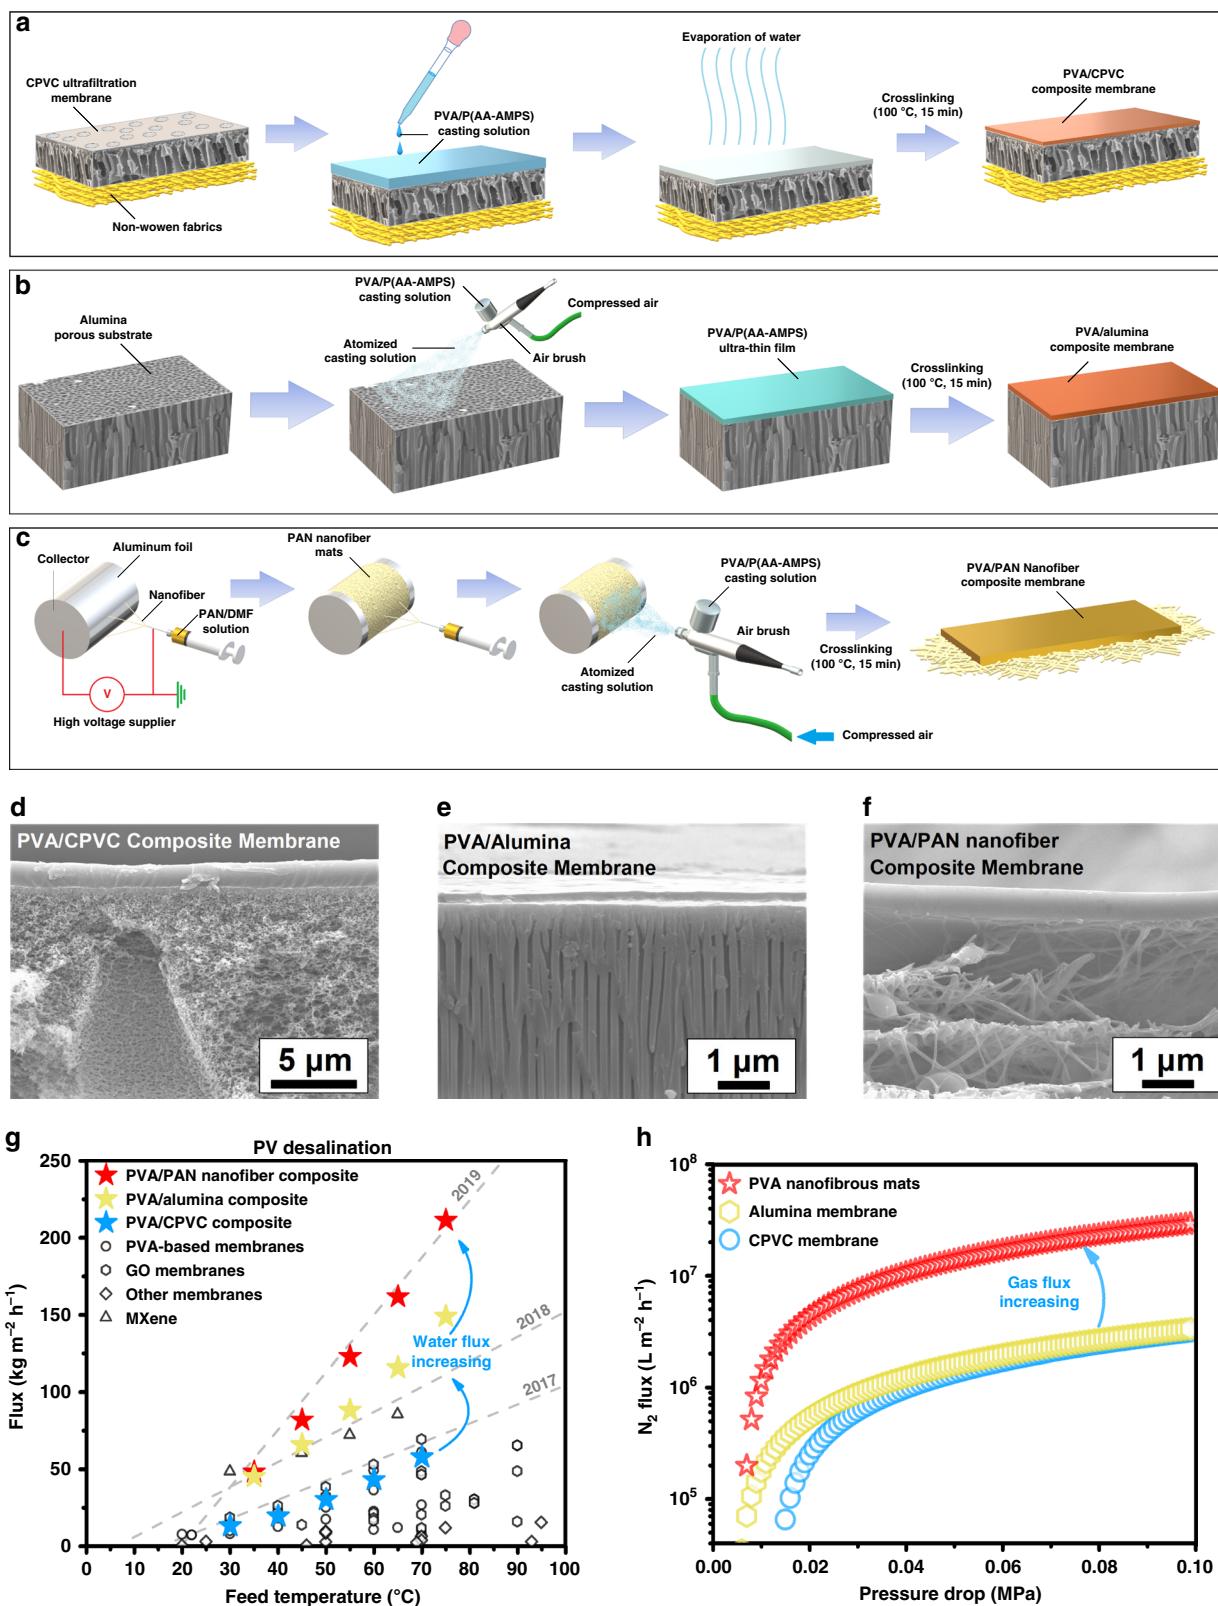 a
CPVC ultrafiltration
membrane
Non-wowen fabrics
PVA/P(AA-AMPS)
casting solution
Evaporation of water
Crosslinking
(100 °C, 15 min)
PVA/CPVC
composite membrane
b
Alumina
porous substrate
PVA/P(AA-AMPS)
casting solution
Compressed air
Atomized
casting solution
Air brush
PVA/P(AA-AMPS)
ultra-thin film
Crosslinking
(100 °C, 15 min)
PVA/alumina
composite membrane
c
Collector
Aluminum foil
Nanofiber
PAN/DMF
solution
V
High voltage supplier
PAN nanofiber
mats
Atomized
casting solution
PVA/P(AA-AMPS)
casting solution
Air brush
Compressed air
Crosslinking
(100 °C, 15 min)
PVA/PAN Nanofiber
composite membrane
d
PVA/CPVC Composite Membrane
5 μm
e
PVA/Alumina
Composite Membrane
1 μm
f
PVA/PAN nanofiber
Composite Membrane
1 μm
g
PV desalination
PVA/PAN nanofiber composite
PVA/alumina composite
PVA/CPVC composite
PVA-based membranes
GO membranes
Other membranes
MXene
2019
2018
2017
Water flux
increasing
Flux (kg m⁻² h⁻¹)
250
200
150
100
50
0
0 10 20 30 40 50 60 70 80 90 100
Feed temperature (°C)
h
PVA nanofibrous mats
Alumina membrane
CPVC membrane
Gas flux
increasing
N₂ flux (L m⁻² h⁻¹)
10⁸
10⁷
10⁶
10⁵
0.00 0.02 0.04 0.06 0.08 0.10
Pressure drop (MPa)